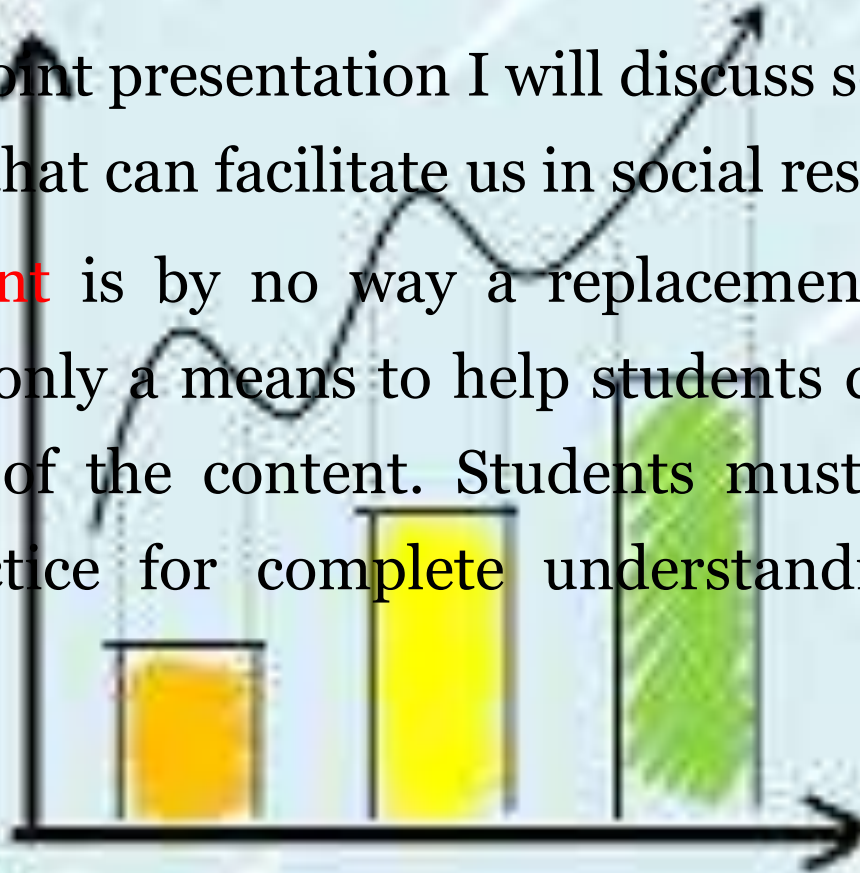 oint presentation I will discuss s
that can facilitate us in social res
nt is by no way a replacemen
only a means to help students c
of the content. Students must
ctice for complete understandi